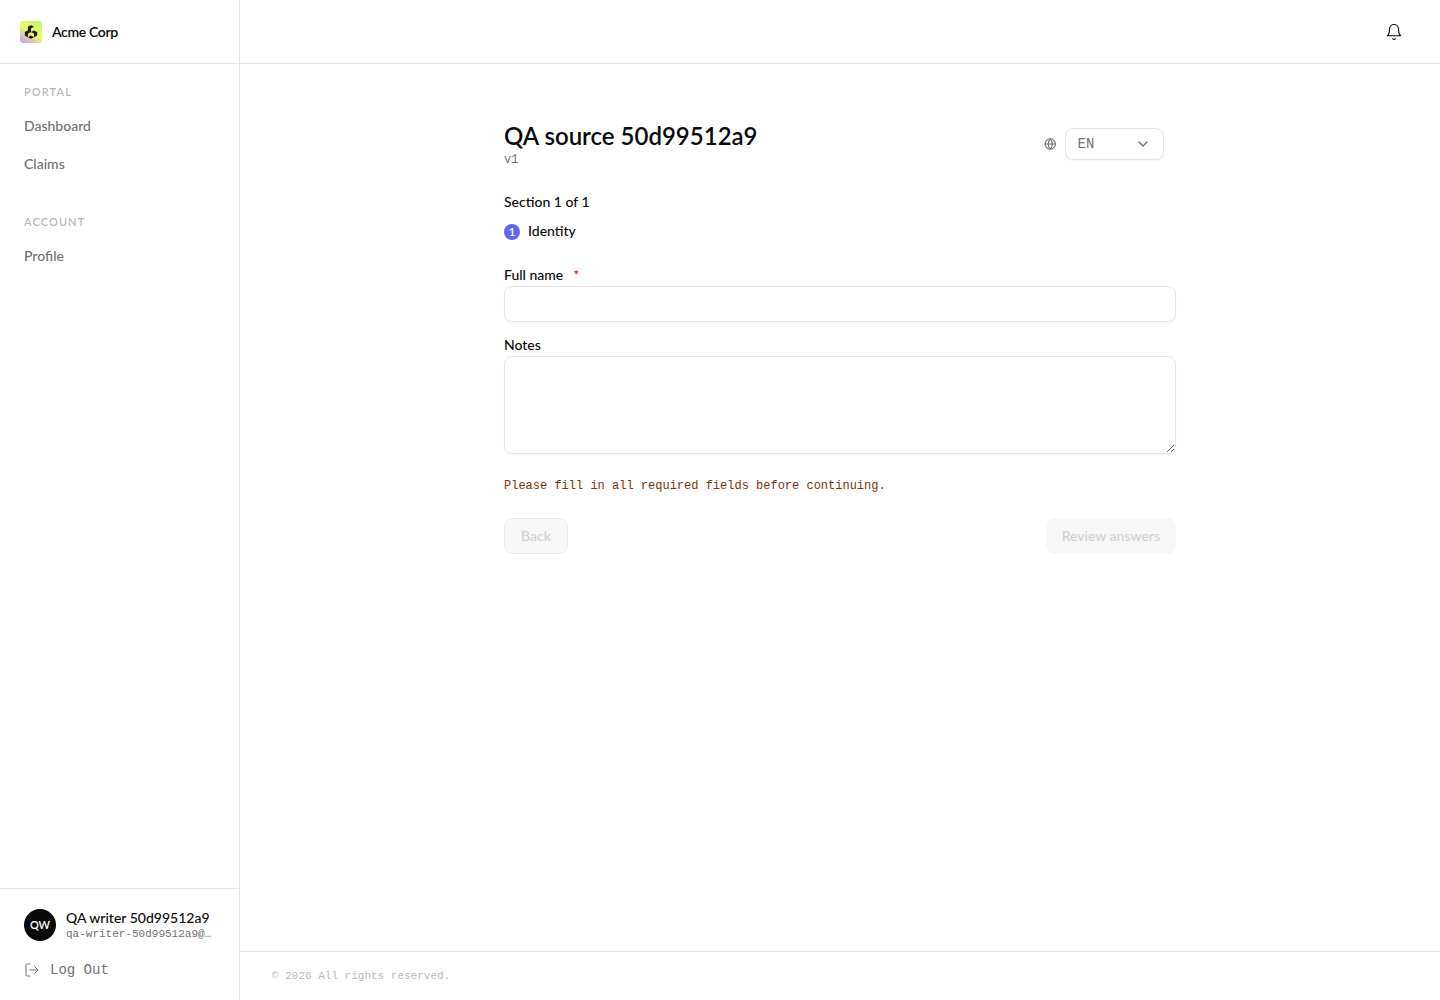 Acme Corp
PORTAL
Dashboard
Claims
ACCOUNT
Profile
QA source 50d99512a9
v1
EN
Section 1 of 1
1 Identity
Full name *
Notes
Please fill in all required fields before continuing.
Back
Review answers
QW
QA writer 50d99512a9
qa-writer-50d99512a9@…
Log Out
© 2026 All rights reserved.